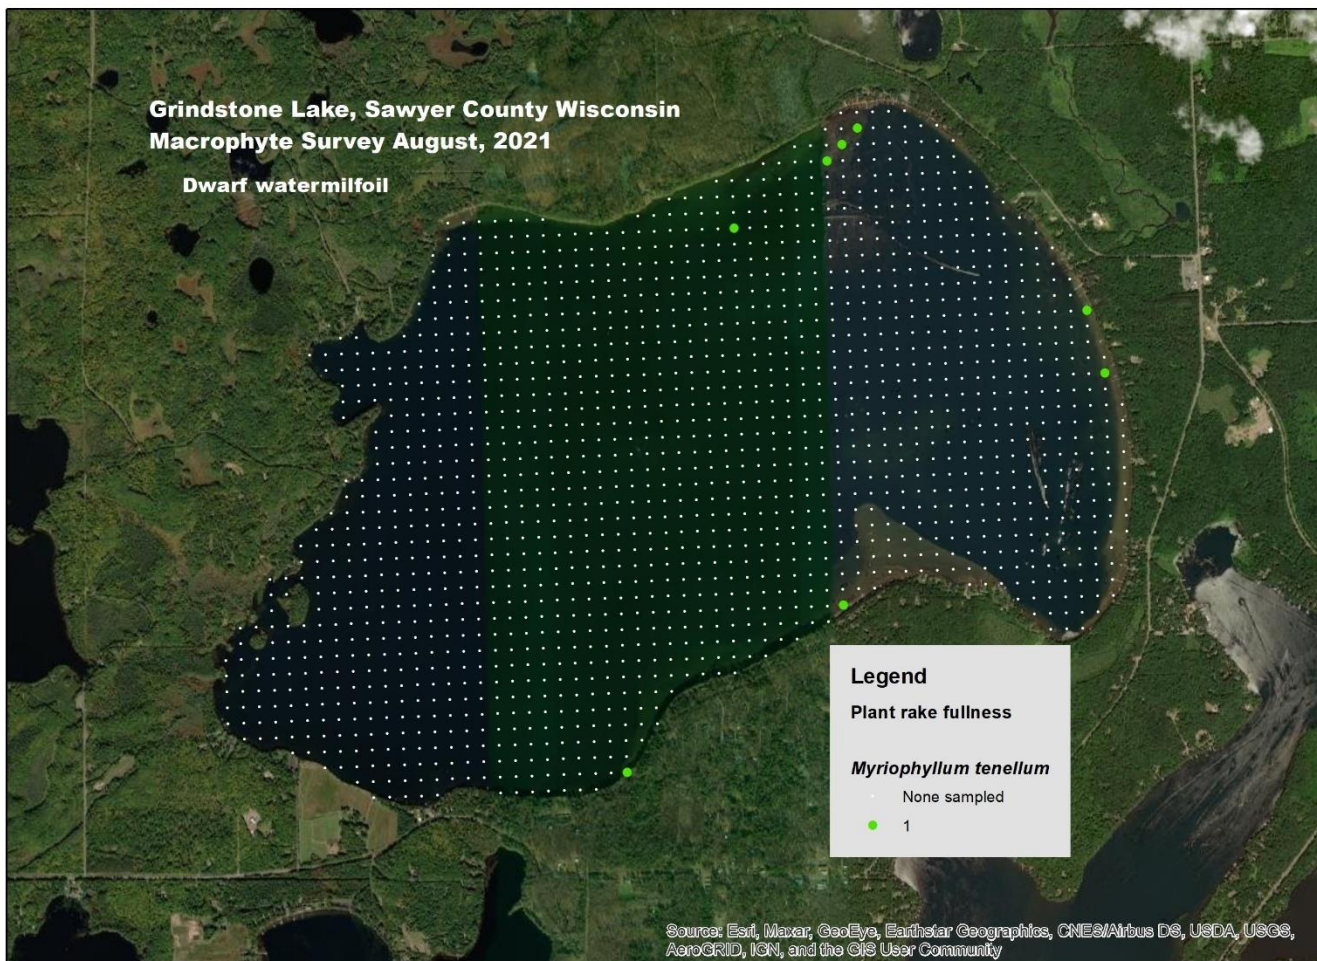 Grindstone Lake, Sawyer County Wisconsin
Macrophyte Survey August, 2021
Dwarf watermilfoil
Legend
Plant rake fullness
Myriophyllum tenellum
None sampled
1
Source: Esri, Maxar, GeoEye, Earthstar Geographics, CNES/Airbus DS, USDA, USGS,
AeroGRID, IGN, and the GIS User Community